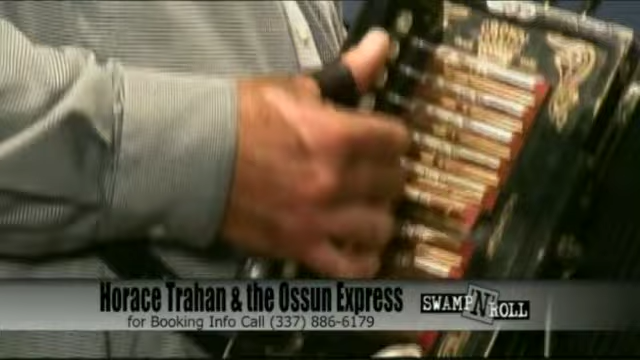 Horace Trahan & the Ossun Express
for Booking Info Call (337) 886-6179
SWAMP'N'ROLL